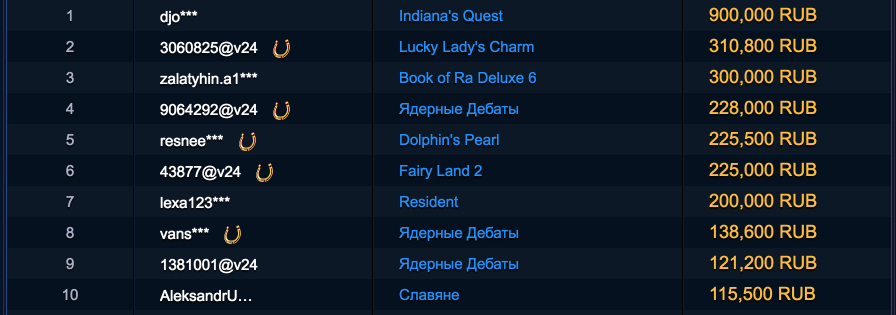 1 djo*** Indiana's Quest 900,000 RUB
2 3060825@v24 Lucky Lady's Charm 310,800 RUB
3 zalatyhin.a1*** Book of Ra Deluxe 6 300,000 RUB
4 9064292@v24 Ядерные Дебаты 228,000 RUB
5 resnee*** Dolphin's Pearl 225,500 RUB
6 43877@v24 Fairy Land 2 225,000 RUB
7 lexa123*** Resident 200,000 RUB
8 vans*** Ядерные Дебаты 138,600 RUB
9 1381001@v24 Ядерные Дебаты 121,200 RUB
10 AleksandrU... Славяне 115,500 RUB